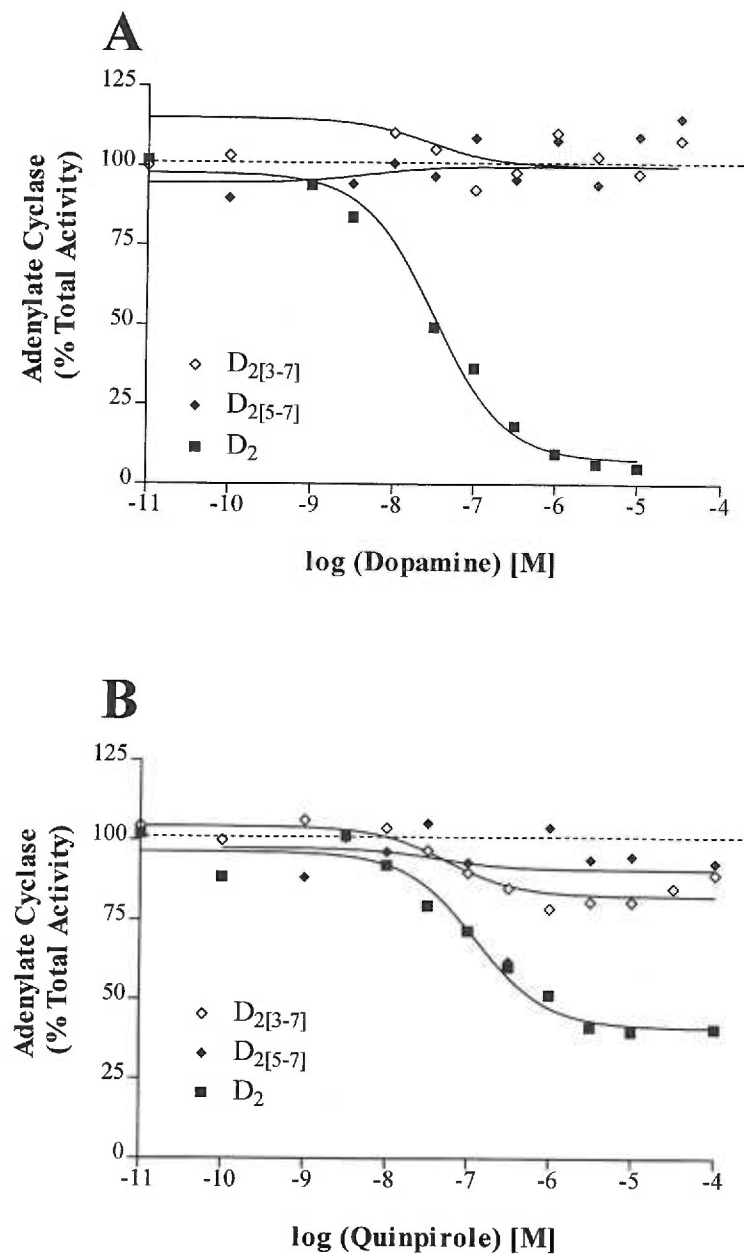 A
125
100
75
50
25
0
Adenylate Cyclase
(% Total Activity)
D2[3-7]
D2[5-7]
D2
-11 -10 -9 -8 -7 -6 -5 -4
log (Dopamine) [M]
B
125
100
75
50
25
0
Adenylate Cyclase
(% Total Activity)
D2[3-7]
D2[5-7]
D2
-11 -10 -9 -8 -7 -6 -5 -4
log (Quinpirole) [M]